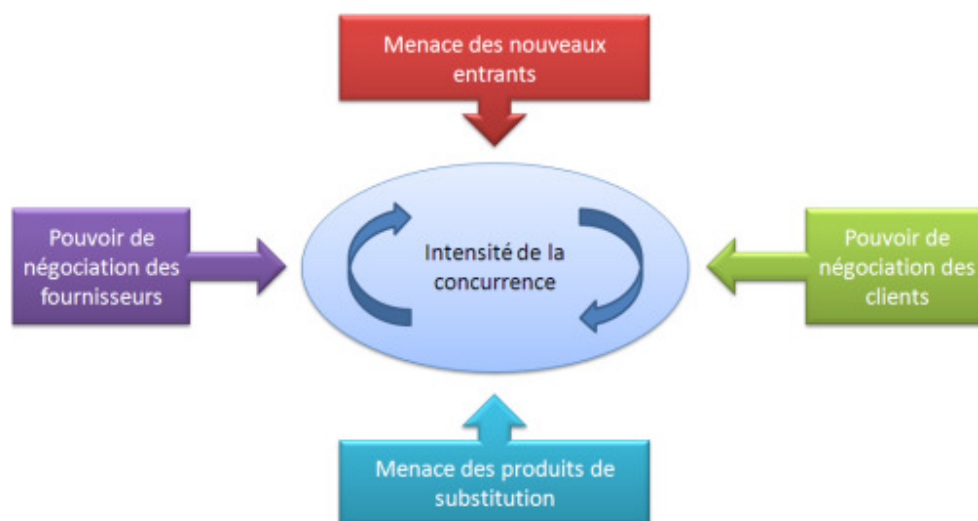 Menace des nouveaux
entrants
Pouvoir de
négociation des
fournisseurs
Intensité de la
concurrence
Pouvoir de
négociation des
clients
Menace des produits de
substitution